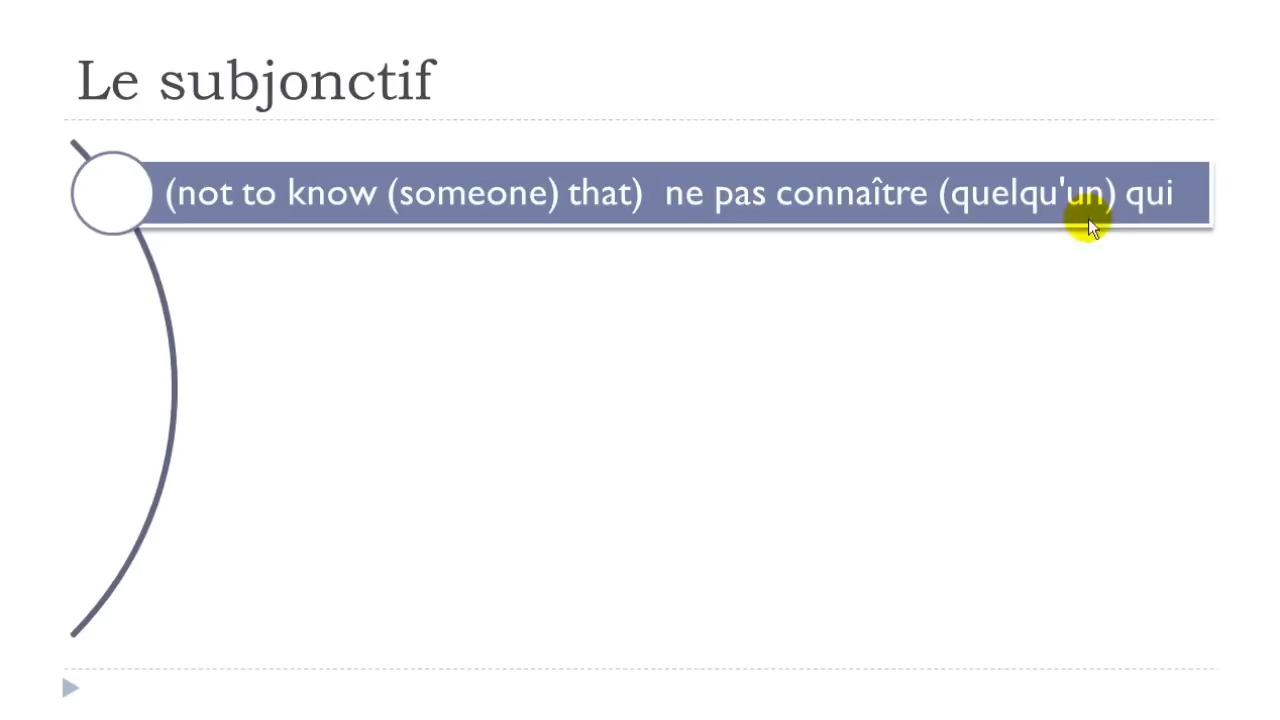 Le subjonctif
(not to know (someone) that)  ne pas connaître (quelqu'un) qui